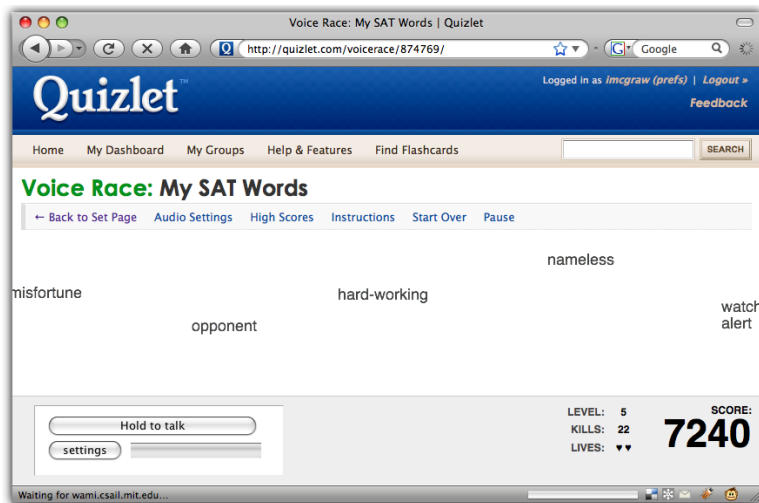 Voice Race: My SAT Words | Quizlet
http://quizlet.com/voicerace/874769/
Google
Quizlet™
Logged in as imcgraw (prefs) | Logout »
Feedback
Home My Dashboard My Groups Help & Features Find Flashcards SEARCH
Voice Race: My SAT Words
← Back to Set Page Audio Settings High Scores Instructions Start Over Pause
nameless
misfortune
hard-working
watch
alert
opponent
Hold to talk
settings
LEVEL: 5
KILLS: 22
LIVES: ♥♥
SCORE:
7240
Waiting for wami.csail.mit.edu...